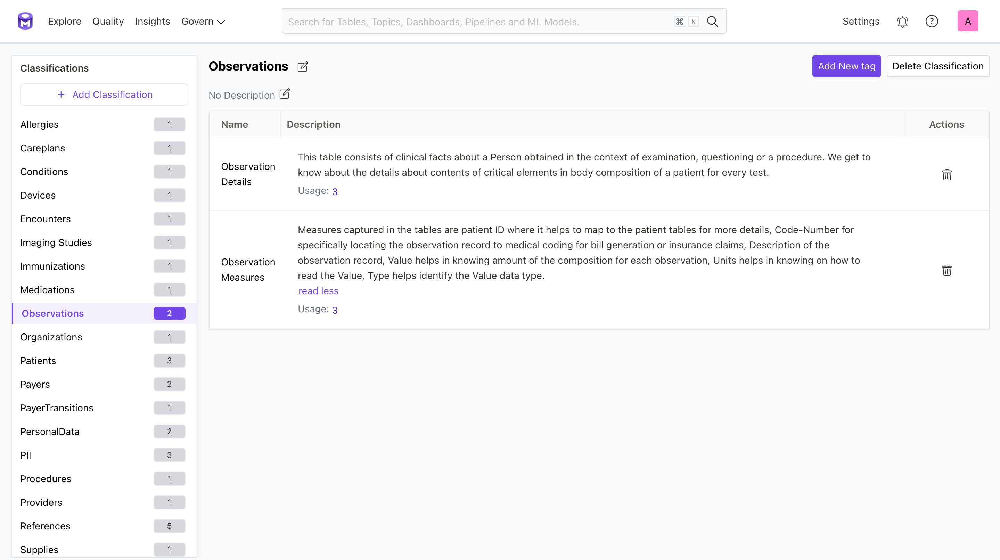 Explore Quality Insights Govern
Search for Tables, Topics, Dashboards, Pipelines and ML Models.
⌘ K
Settings
?
A
Classifications
+ Add Classification
Allergies 1
Careplans 1
Conditions 1
Devices 1
Encounters 1
Imaging Studies 1
Immunizations 1
Medications 1
Observations 2
Organizations 1
Patients 3
Payers 2
PayerTransitions 1
PersonalData 2
PII 3
Procedures 1
Providers 1
References 5
Supplies 1
Observations
Add New tag
Delete Classification
No Description
Name Description Actions
Observation
Details
This table consists of clinical facts about a Person obtained in the context of examination, questioning or a procedure. We get to
know about the details about contents of critical elements in body composition of a patient for every test.
Usage: 3
Observation
Measures
Measures captured in the tables are patient ID where it helps to map to the patient tables for more details, Code-Number for
specifically locating the observation record to medical coding for bill generation or insurance claims, Description of the
observation record, Value helps in knowing amount of the composition for each observation, Units helps in knowing on how to
read the Value, Type helps identify the Value data type.
read less
Usage: 3